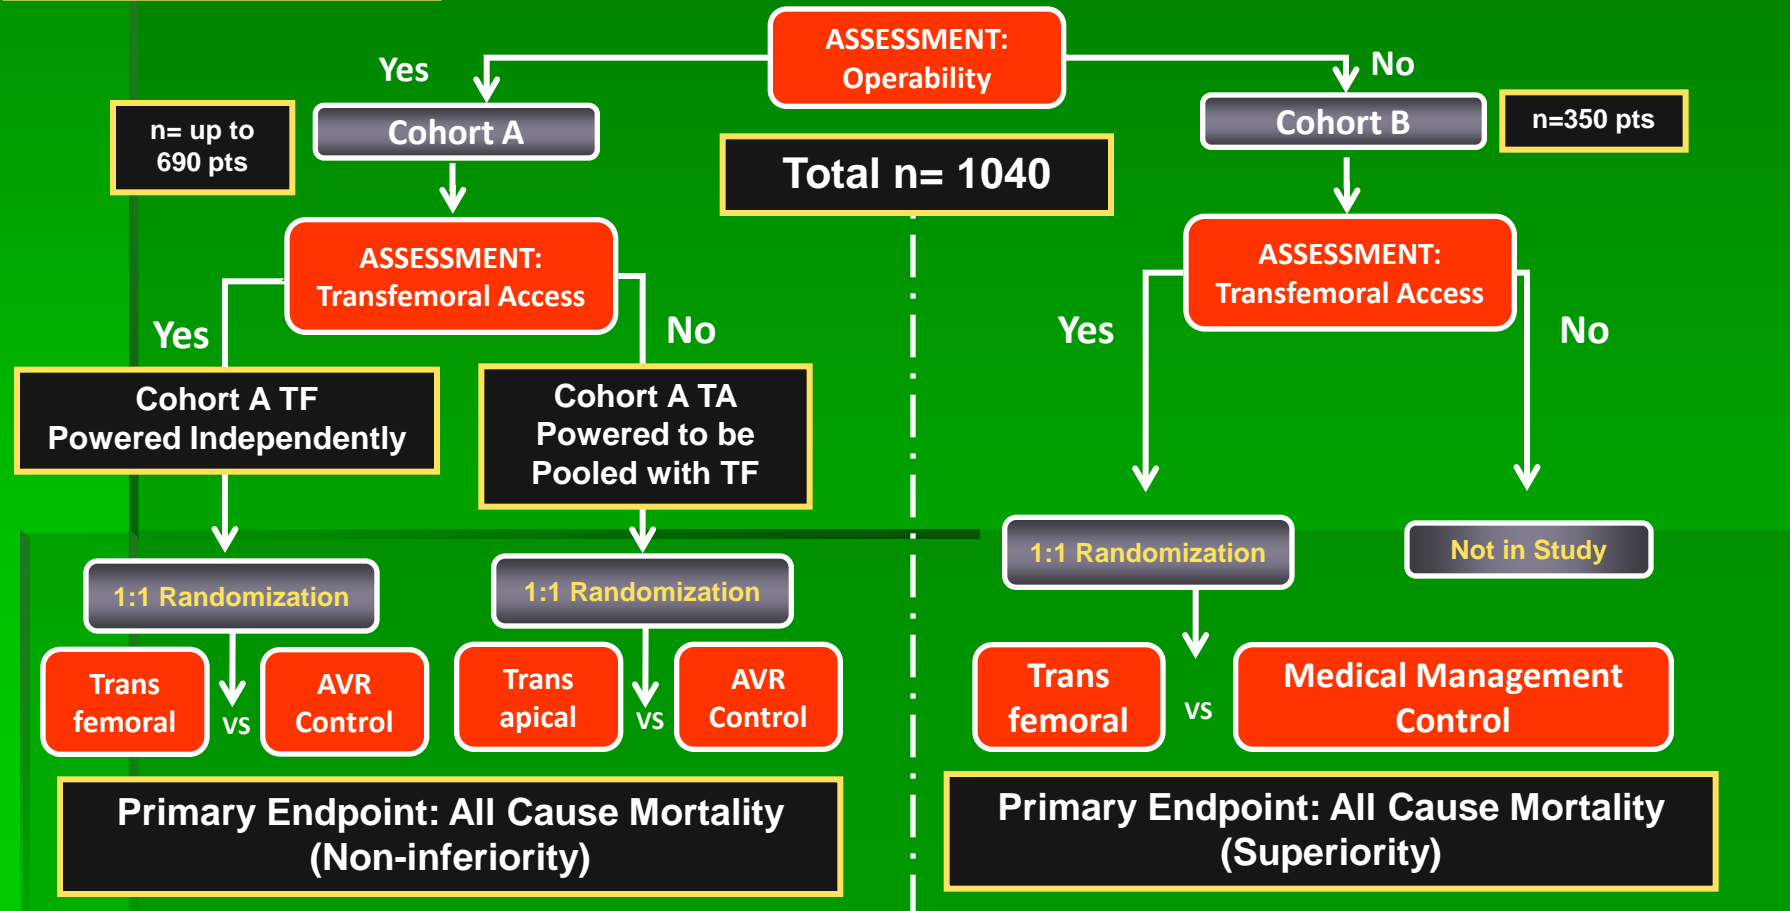 ASSESSMENT:
Operability
Yes
No
n= up to
690 pts
Cohort A
Cohort B
n=350 pts
Total n= 1040
ASSESSMENT:
Transfemoral Access
ASSESSMENT:
Transfemoral Access
Yes
No
Yes
No
Cohort A TF
Powered Independently
Cohort A TA
Powered to be
Pooled with TF
1:1 Randomization
1:1 Randomization
1:1 Randomization
Not in Study
Trans
femoral
VS
AVR
Control
Trans
apical
VS
AVR
Control
Trans
femoral
VS
Medical Management
Control
Primary Endpoint: All Cause Mortality
(Non-inferiority)
Primary Endpoint: All Cause Mortality
(Superiority)